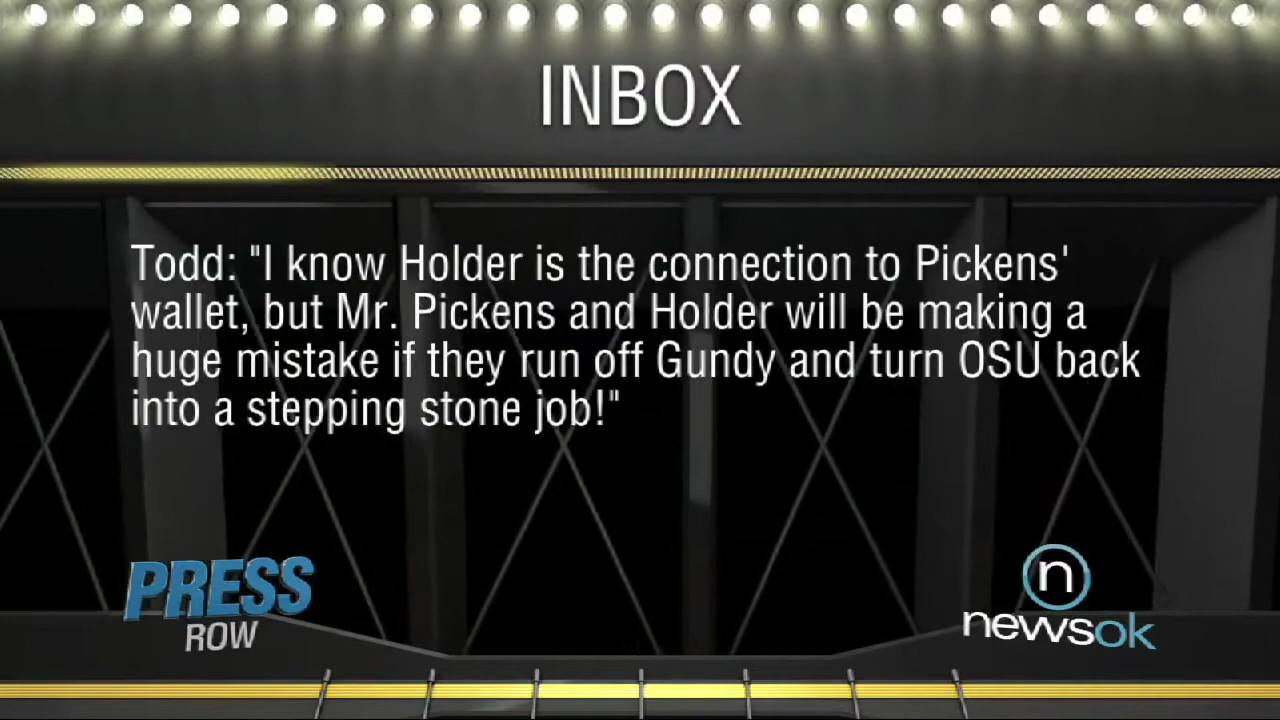 INBOX
Todd: "I know Holder is the connection to Pickens'
wallet, but Mr. Pickens and Holder will be making a
huge mistake if they run off Gundy and turn OSU back
into a stepping stone job!"
PRESS
ROW
n
newsok